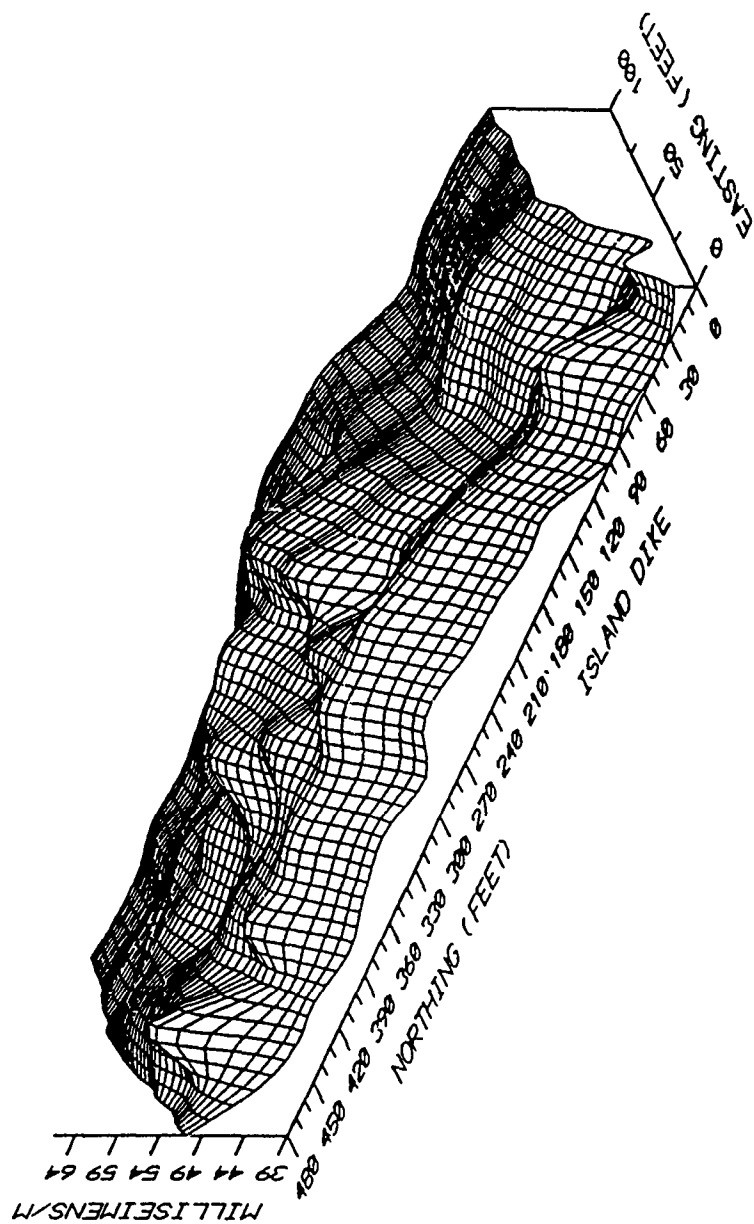 MILLISEIMENS/M
39 44 49 54 59 64
480 450 420 390 360 330 300 270 240 210 180 150 120 90 60 30 0
NORTHING (FEET)
ISLAND DIKE
0 50 100
EASTING (FEET)